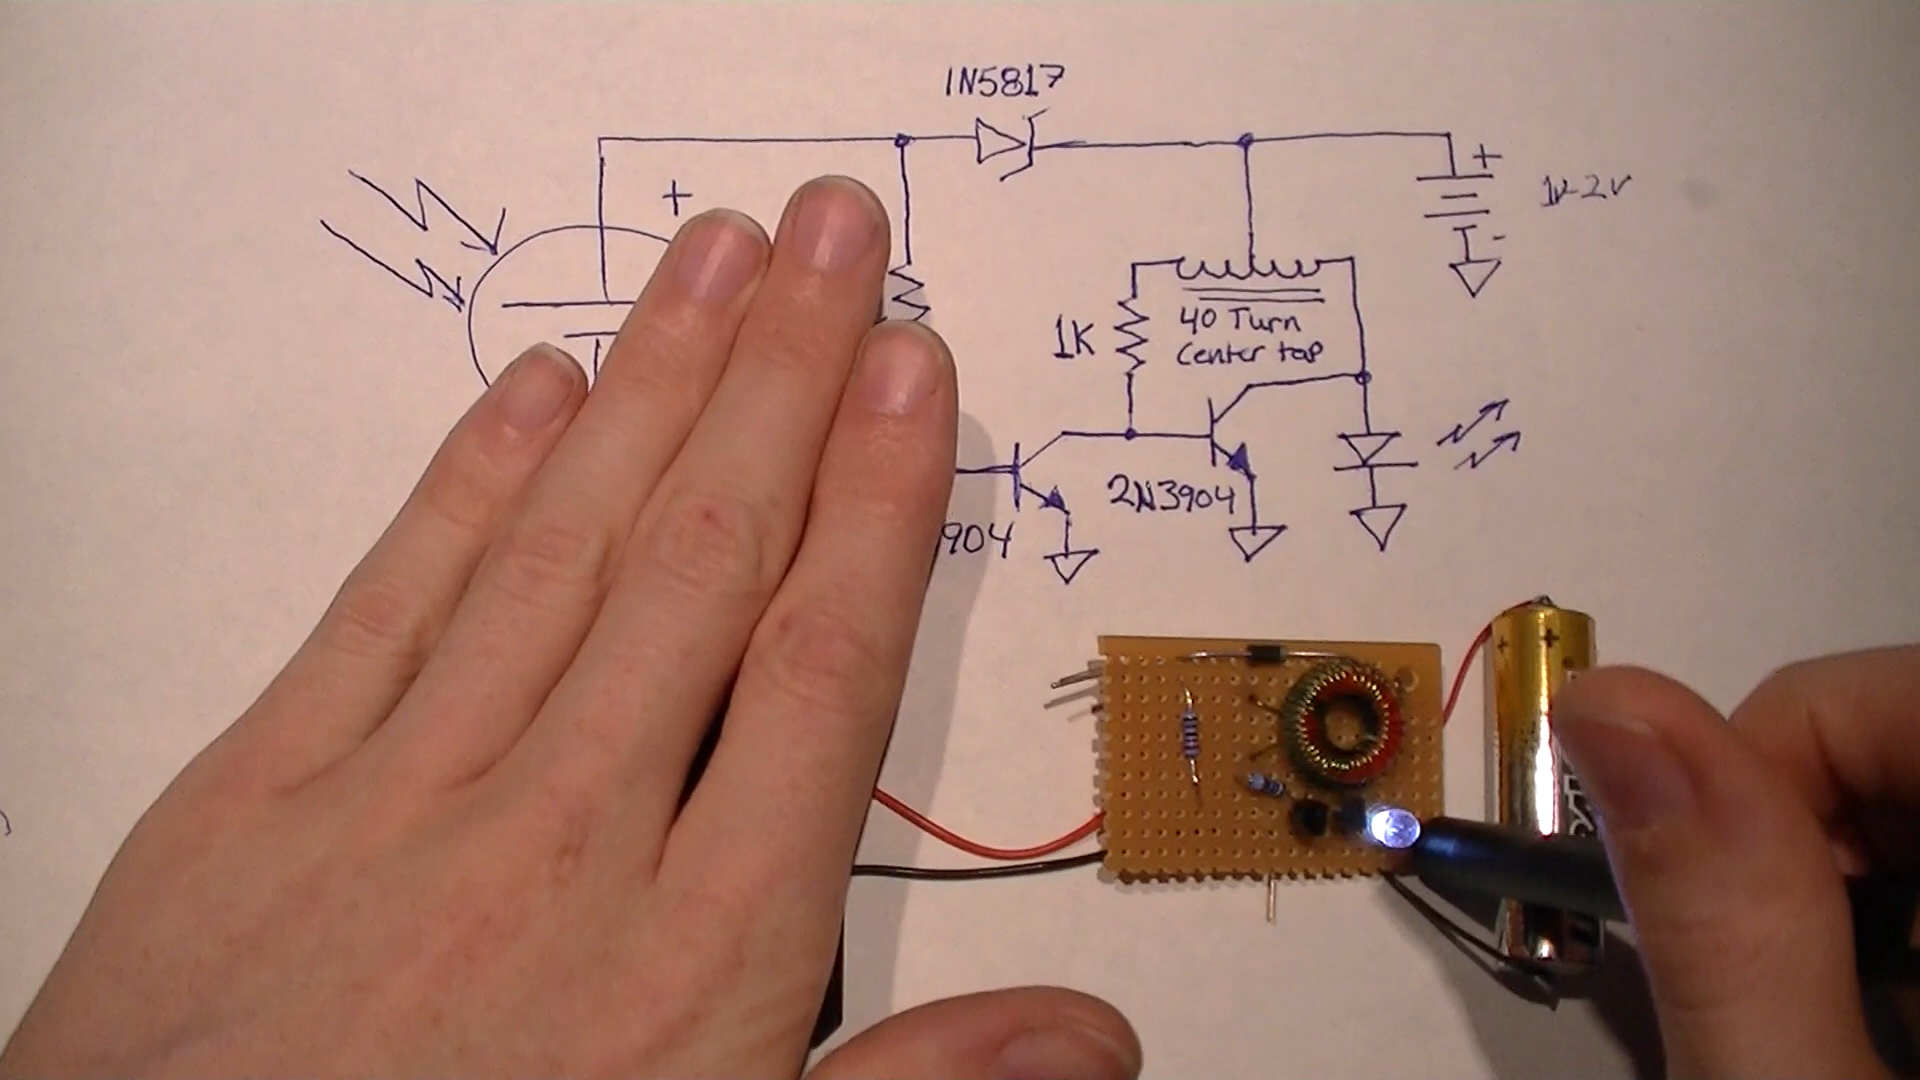 1N5817
+
+
1v-2v
-
1K
40 Turn
Center tap
2N3904
904
+
+